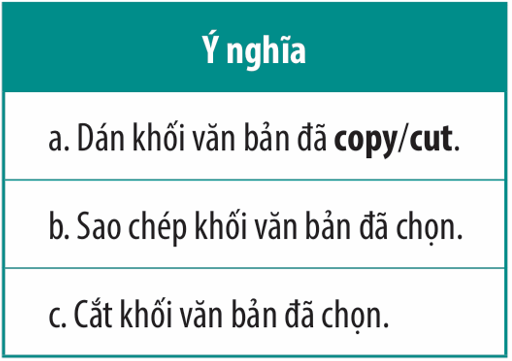 Ý nghĩa
a. Dán khối văn bản đã copy/cut.
b. Sao chép khối văn bản đã chọn.
c. Cắt khối văn bản đã chọn.